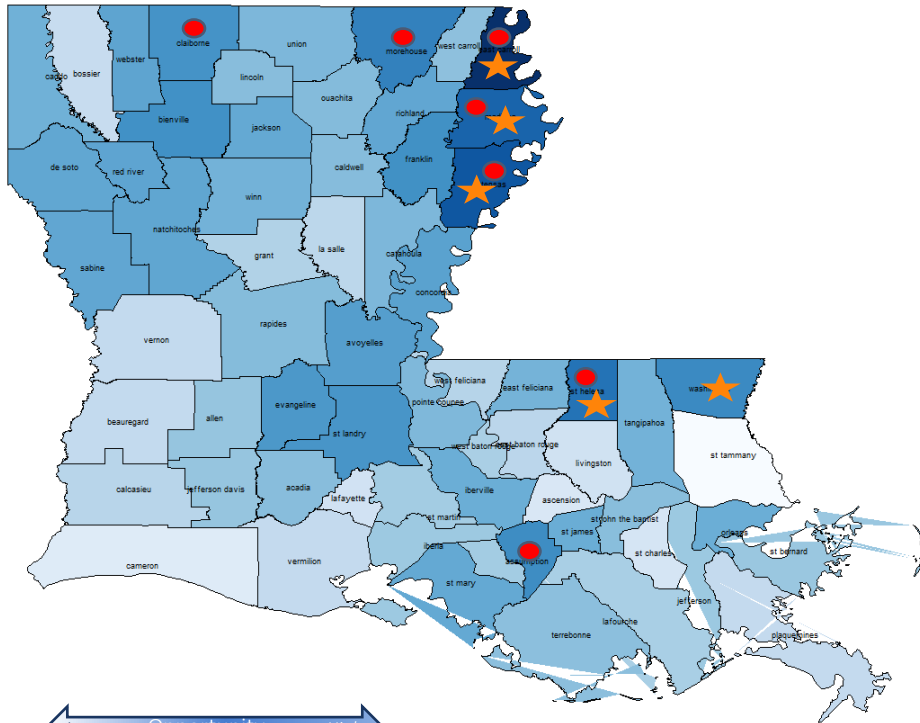 claiborne
union
morehouse
west carroll
east carroll
webster
caddo
bossier
lincoln
ouachita
richland
bienville
jackson
franklin
caldwell
de soto
red river
winn
natchitoches
la salle
catahoula
grant
sabine
concordia
rapides
vernon
avoyelles
west feliciana
east feliciana
st helena
tangipahoa
beauregard
allen
evangeline
pointe coupee
st landry
west baton rouge
east baton rouge
st tammany
livingston
calcasieu
jefferson davis
acadia
lafayette
iberville
ascension
st martin
st james
st john the baptist
orleans
iberia
assumption
st charles
st bernard
cameron
vermilion
st mary
jefferson
lafourche
terrebonne
plaquemines